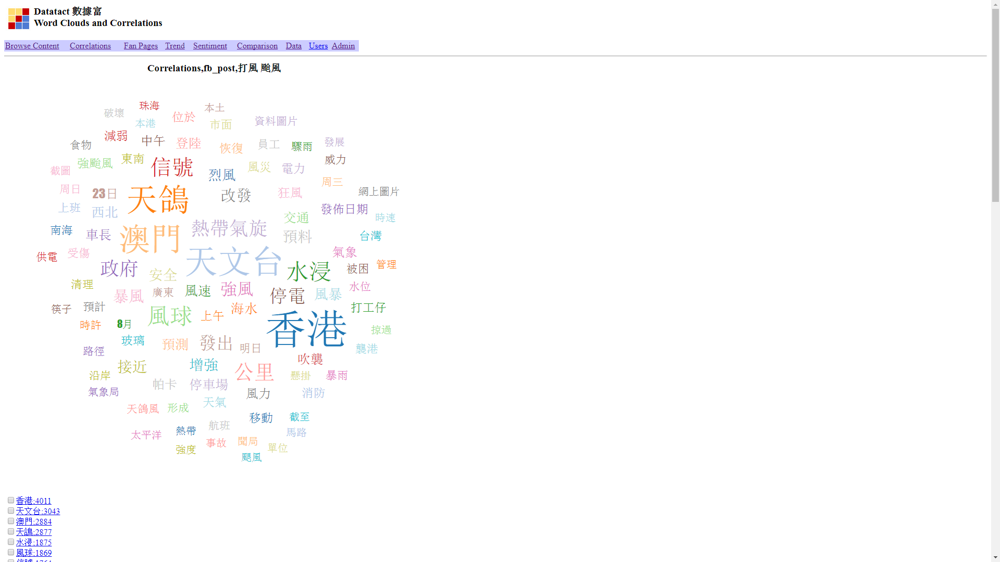 Datatact 數據富
Word Clouds and Correlations
Browse Content Correlations Fan Pages Trend Sentiment Comparison Data Users Admin
Correlations,fb_post,打風 颱風
珠海 本土
破壞 位於
本港 市面 資料圖片
減弱 中午 登陸
食物 恢復 員工 驟雨 發展
強颱風 東南 信號 威力
截圖 烈風 風災 電力
周日 23日 天鴿 改發 狂風 周三 網上圖片
上班 西北 交通 發佈日期 時速
南海 車長 澳門 熱帶氣旋 預料 台灣
供電 受傷 天文台 氣象 管理
政府 安全 水浸 被困
清理 暴風 廣東 風速 強風 停電 風暴 水位
筷子 預計 風球 上午 海水 打工仔
時許 8月 香港 掠過
玻璃 預測 發出 明日 襲港
路徑 接近 增強 吹襲
沿岸 公里 懸掛 暴雨
氣象局 帕卡 停車場 風力 消防
天鴿風 形成 天氣
移動 截至
太平洋 熱帶 航班 馬路
強度 事故 聞局 單位
颶風
香港:4011
天文台:3043
澳門:2884
天鴿:2877
水浸:1875
風球:1869
信號:1764